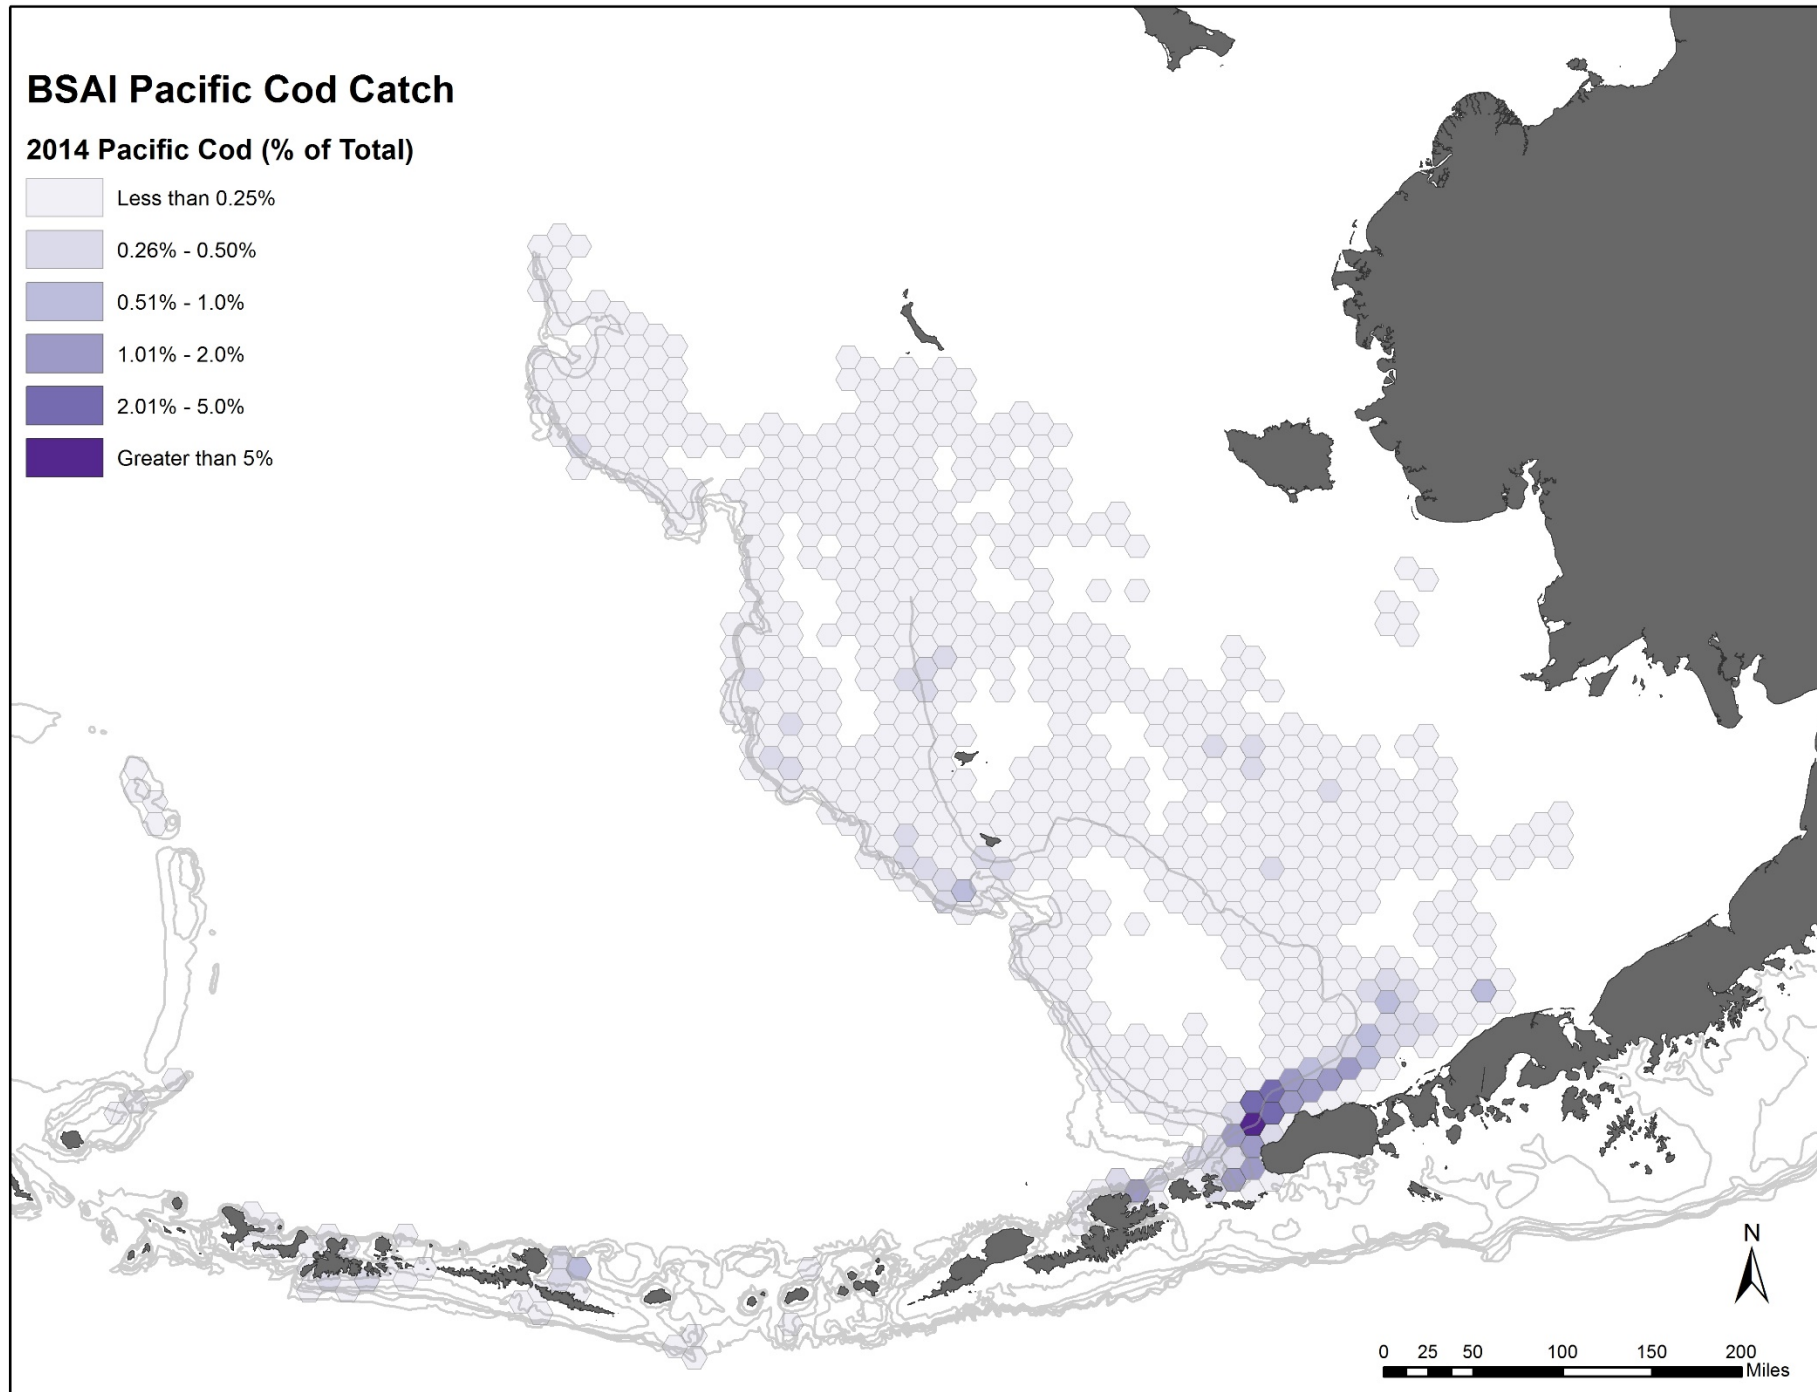 BSAI Pacific Cod Catch
2014 Pacific Cod (% of Total)
Less than 0.25%
0.26% - 0.50%
0.51% - 1.0%
1.01% - 2.0%
2.01% - 5.0%
Greater than 5%
N
0 25 50 100 150 200
Miles